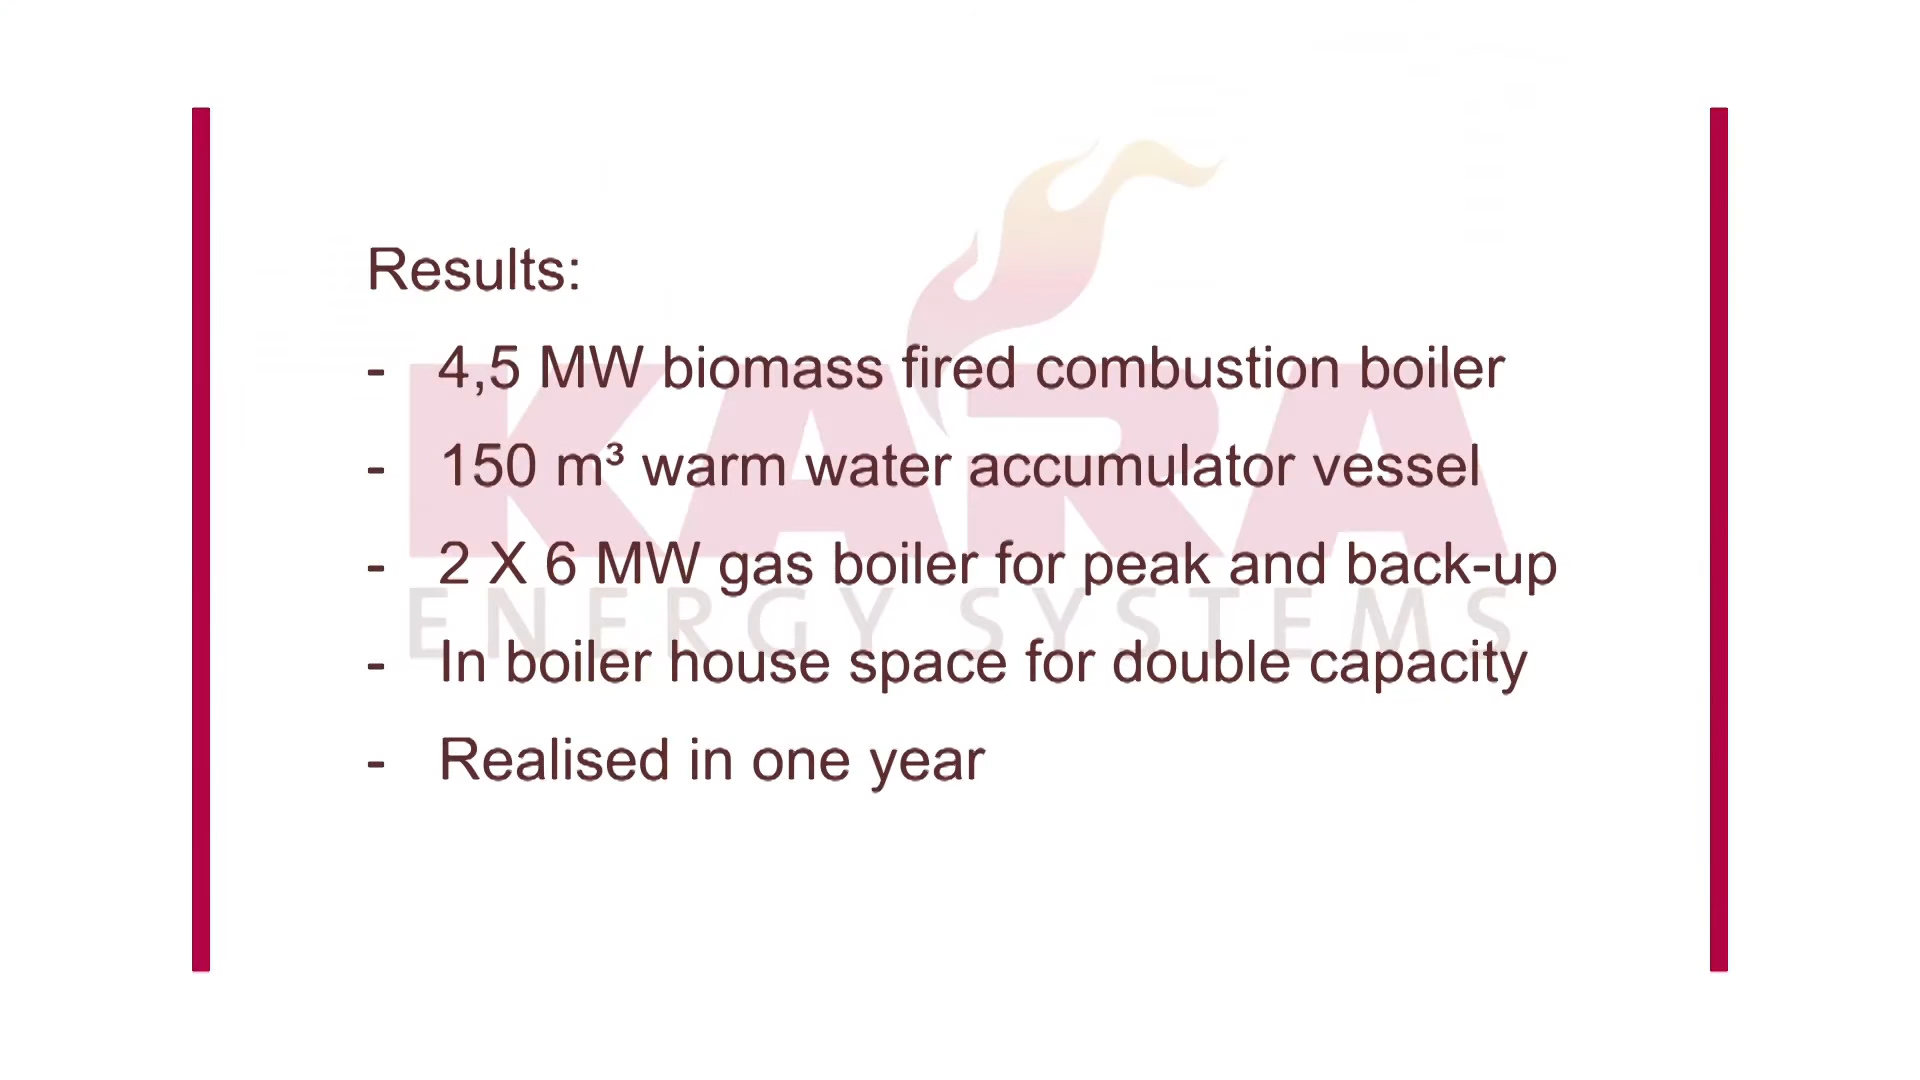 Results:
- 4,5 MW biomass fired combustion boiler
- 150 m³ warm water accumulator vessel
- 2 X 6 MW gas boiler for peak and back-up
- In boiler house space for double capacity
- Realised in one year
KARA
ENERGY SYSTEMS